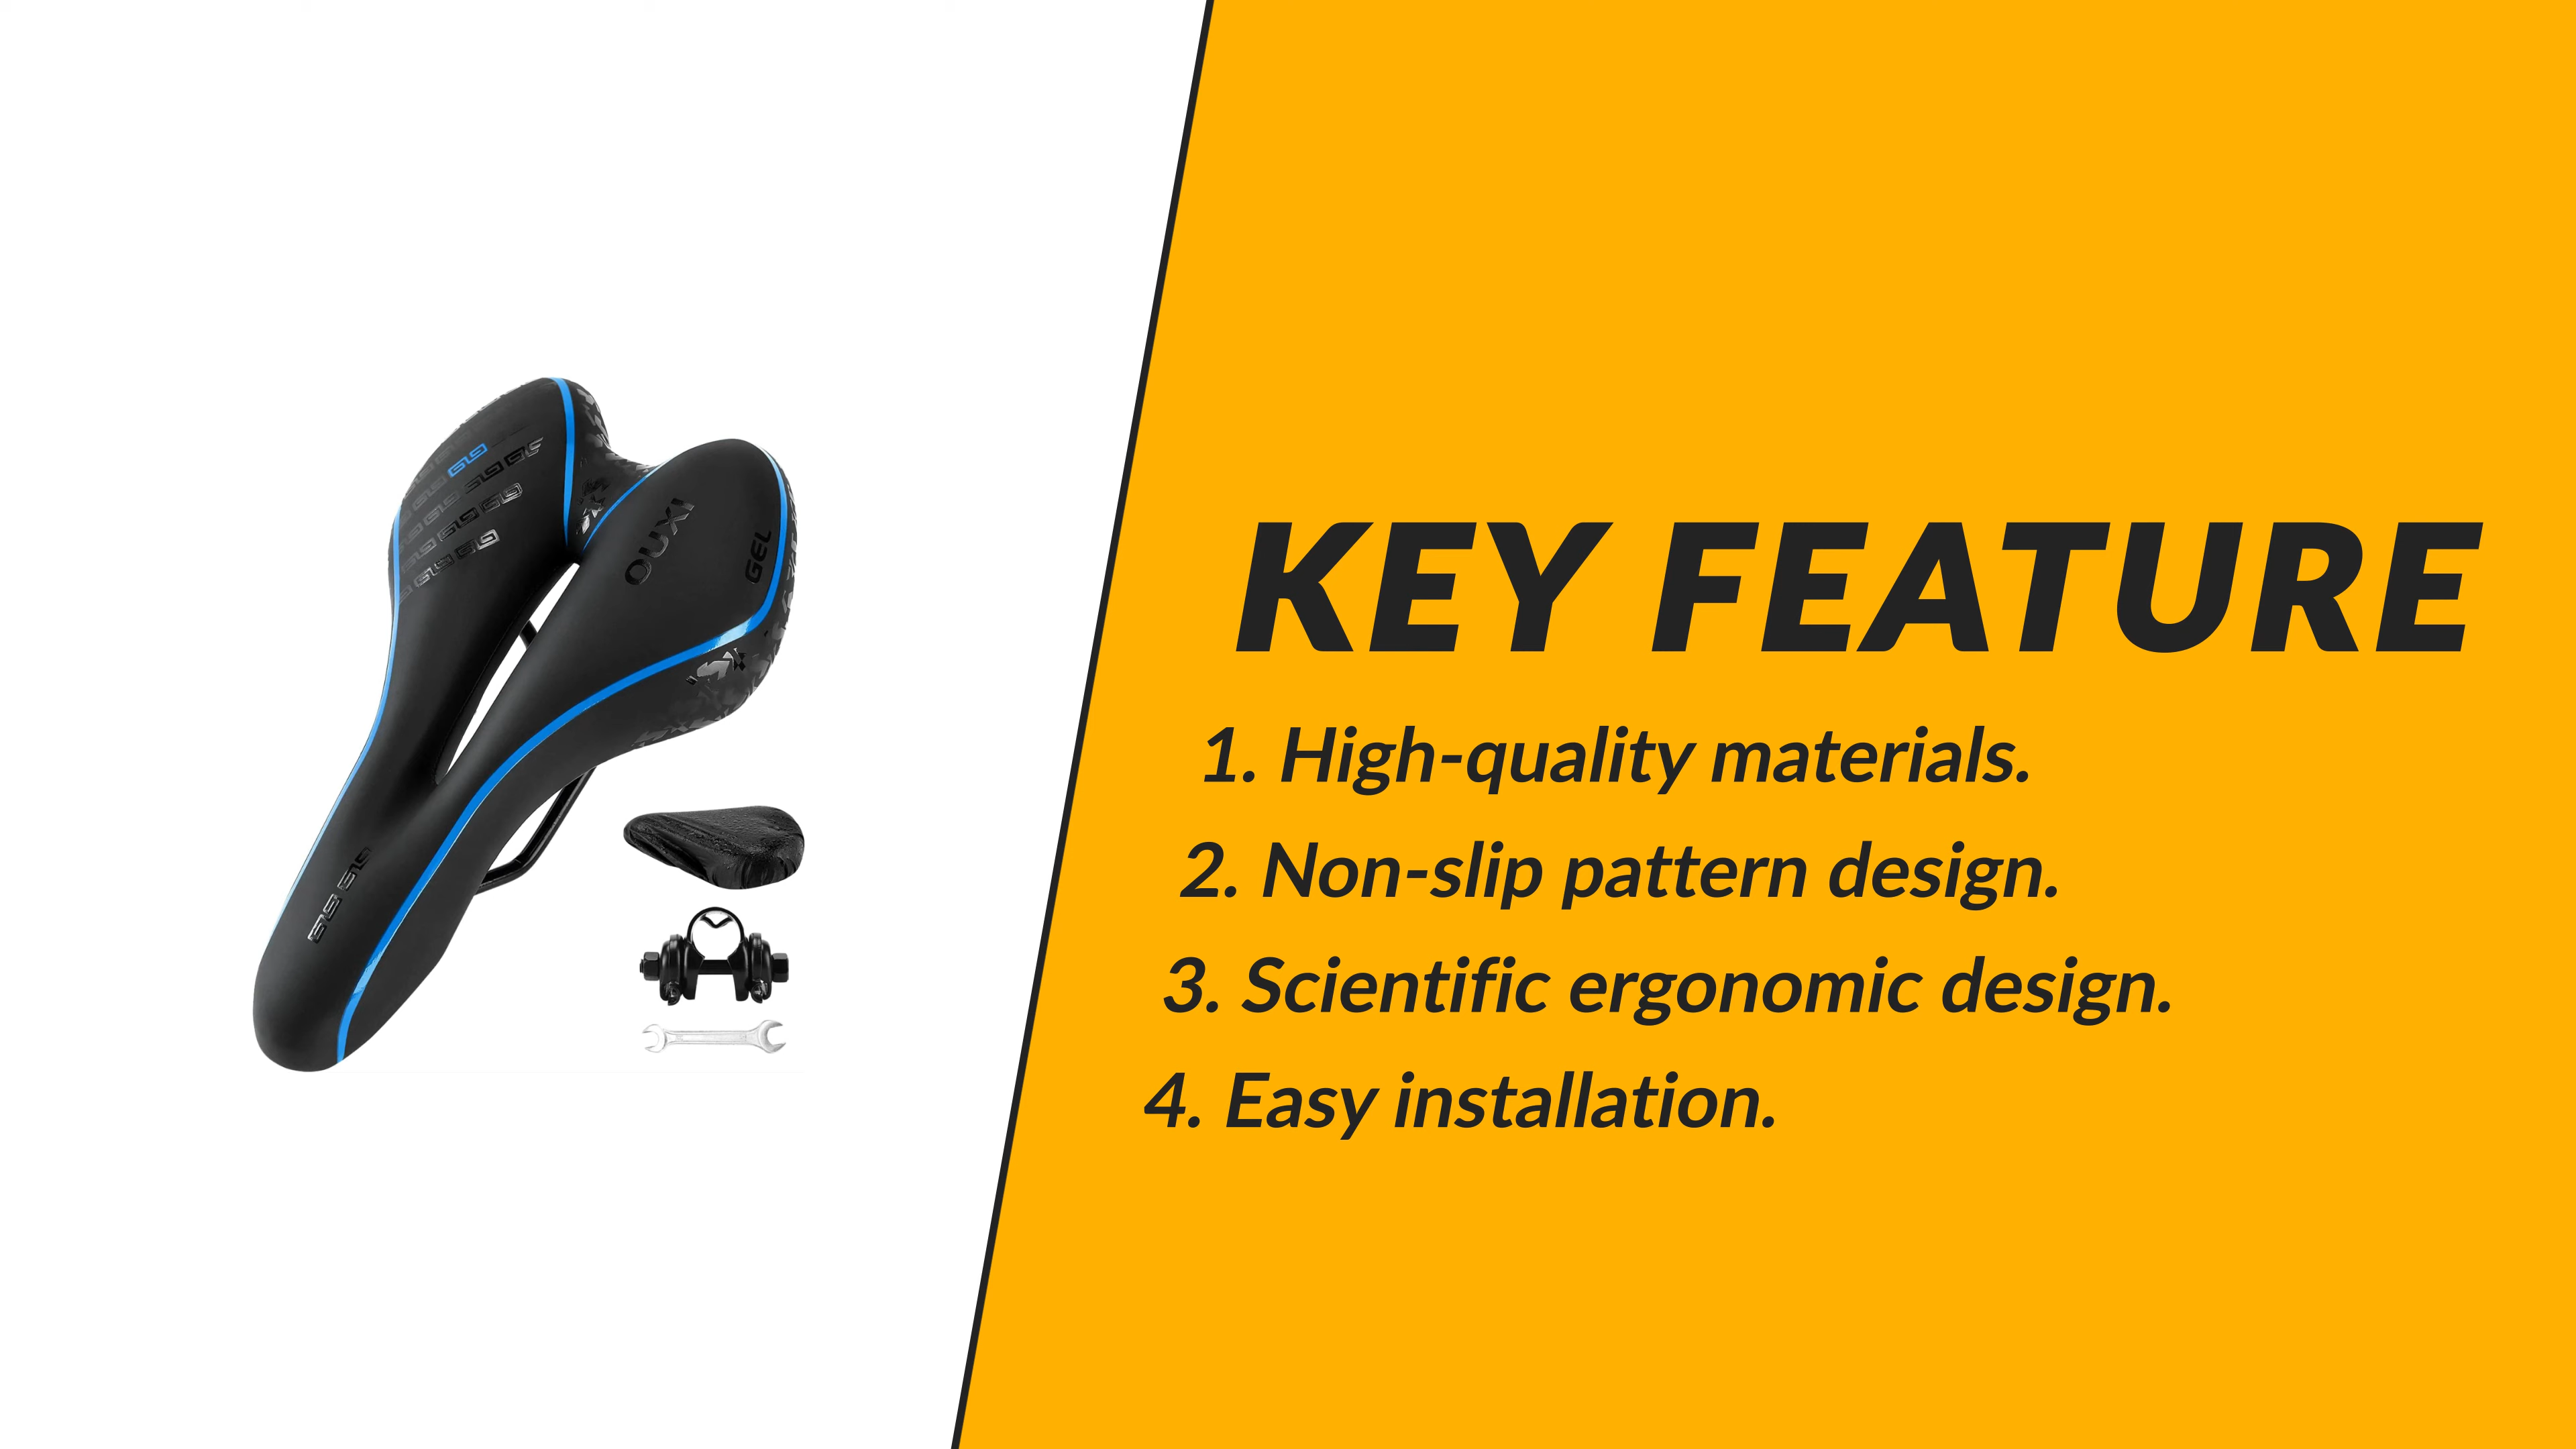 KEY FEATURE
1. High-quality materials.
2. Non-slip pattern design.
3. Scientific ergonomic design.
4. Easy installation.
OUXI
GEL